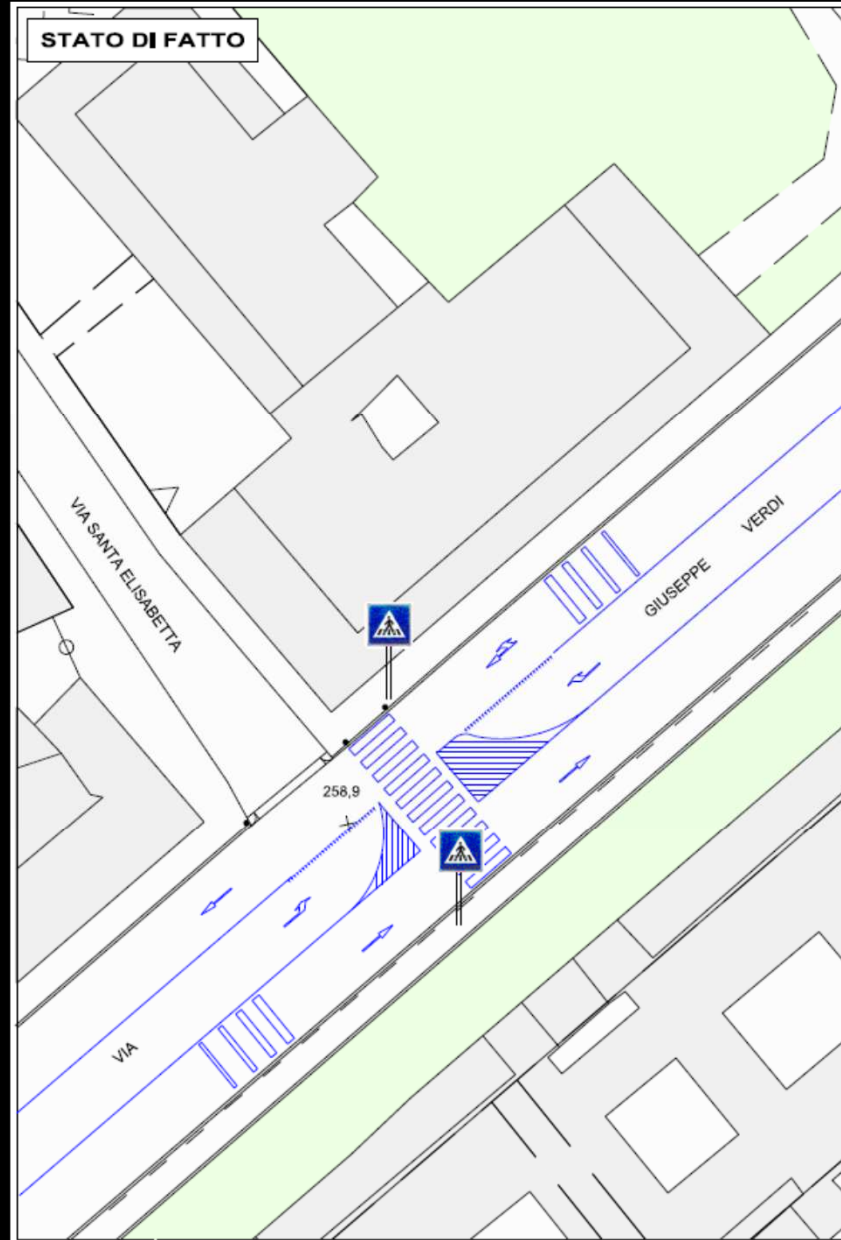 STATO DI FATTO
VIA SANTA ELISABETTA
VERDI
GIUSEPPE
258,9
VIA